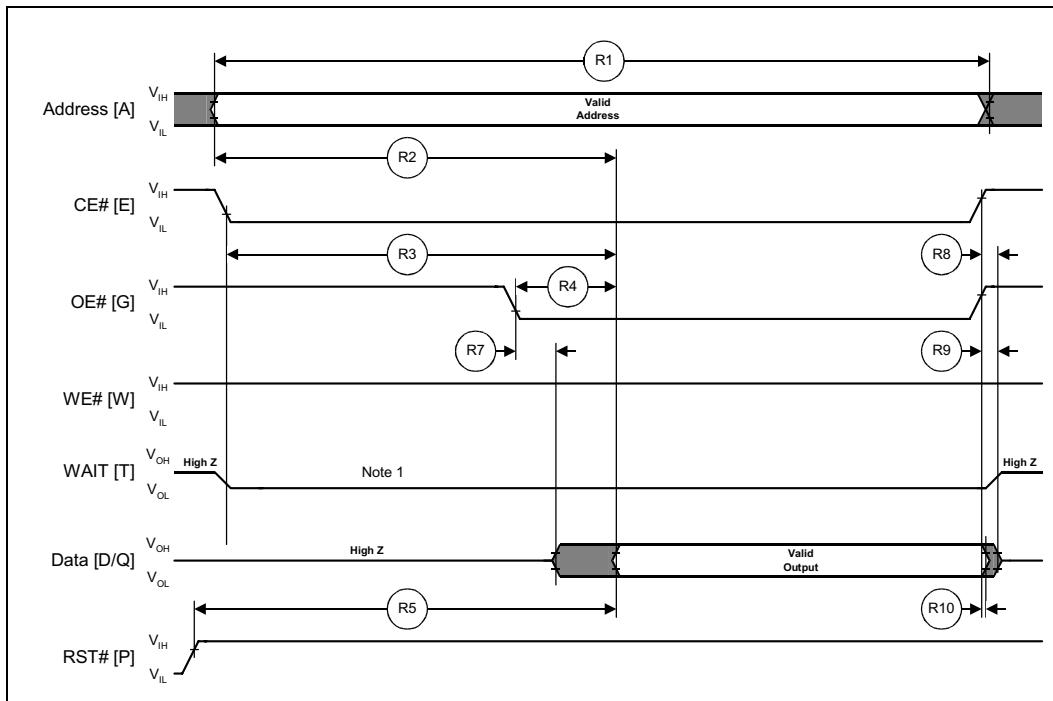 R1
Address [A]
VIH
VIL
Valid
Address
R2
CE# [E]
VIH
VIL
R3
R8
OE# [G]
VIH
VIL
R4
R7
R9
WE# [W]
VIH
VIL
WAIT [T]
VOH
VOL
High Z
Note 1
High Z
Data [D/Q]
VOH
VOL
High Z
Valid
Output
R5
R10
RST# [P]
VIH
VIL